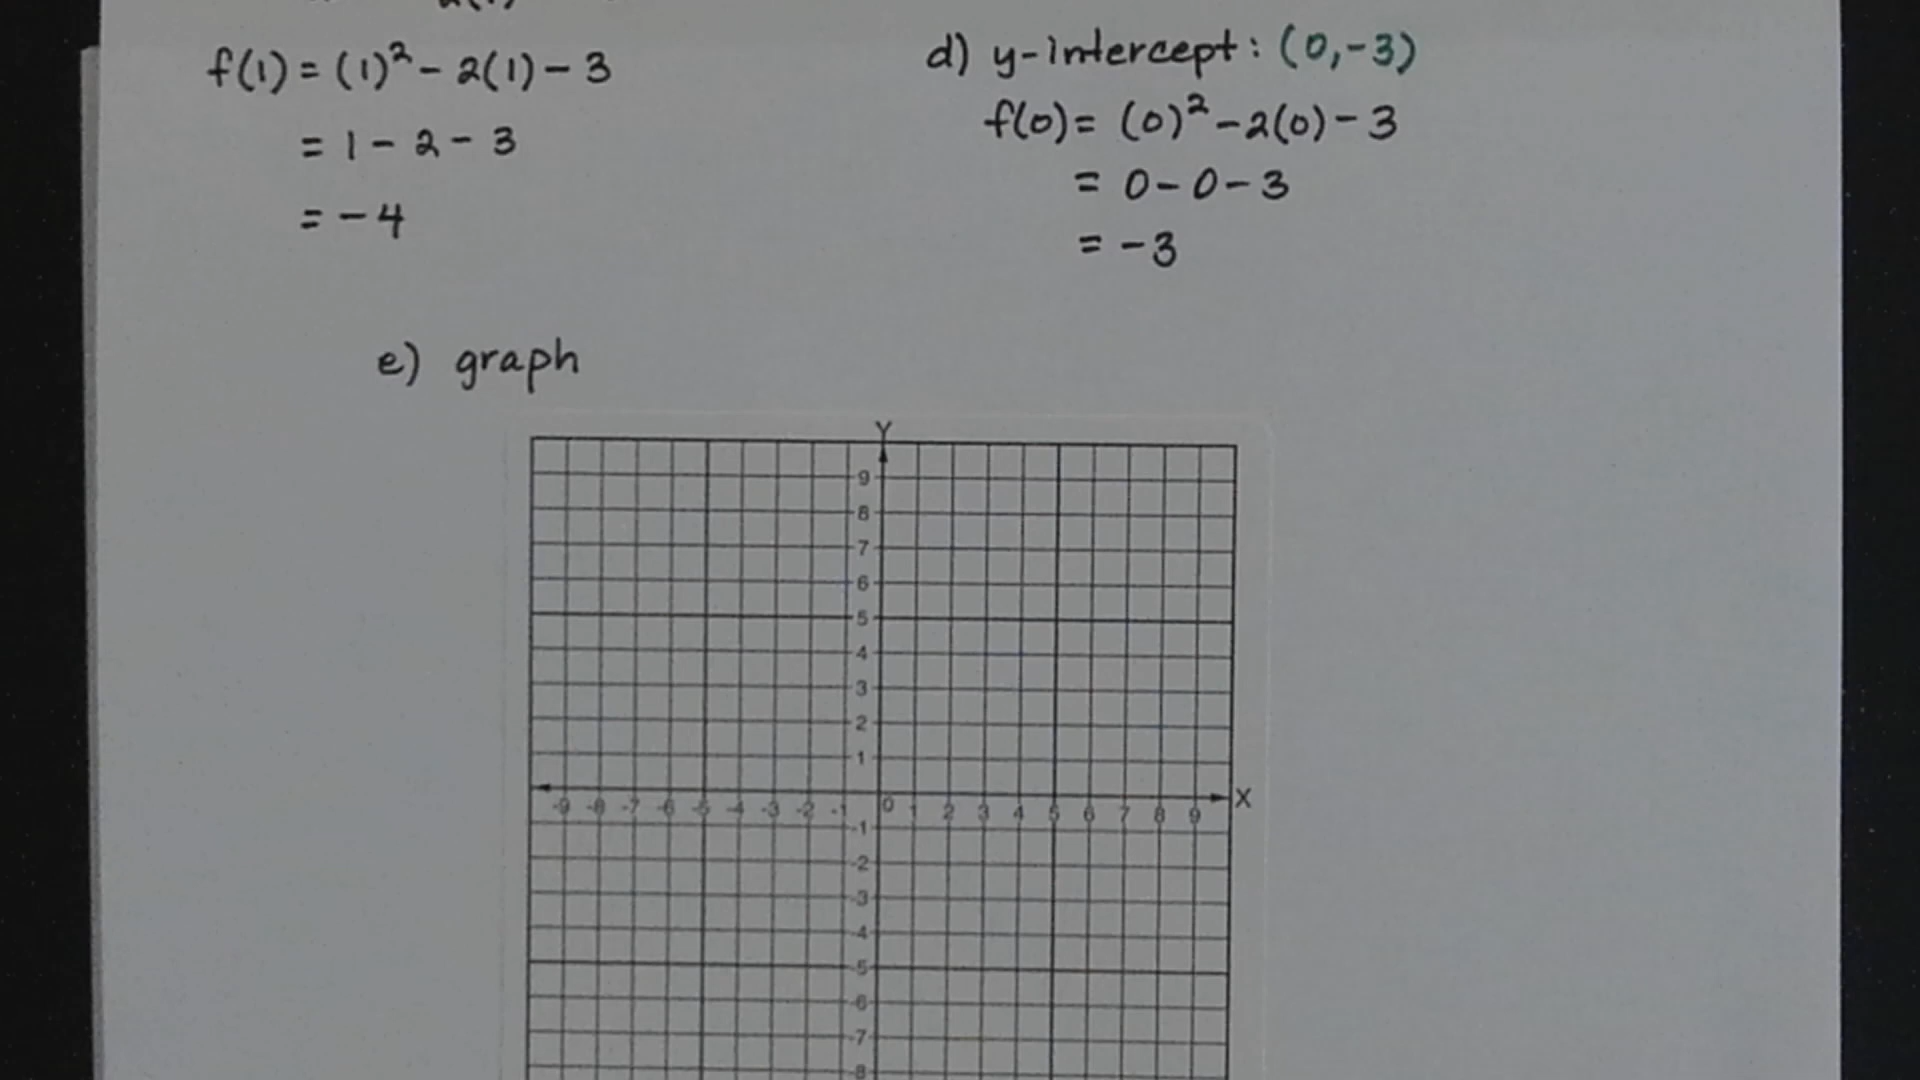 f(1) = (1)² - 2(1) - 3
= 1 - 2 - 3
= -4
d) y-intercept: (0,-3)
f(0) = (0)² - 2(0) - 3
= 0 - 0 - 3
= -3
e) graph
Y
9
8
7
6
5
4
3
2
1
-9 -8 -7 -6 -5 -4 -3 -2 -1 0 1 2 3 4 5 6 7 8 9 X
-1
-2
-3
-4
-5
-6
-7
-8